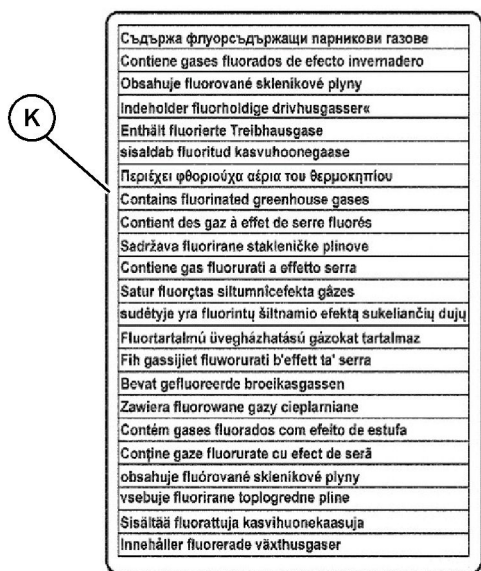 K
Съдържа флуорсъдържащи парникови газове
Contiene gases fluorados de efecto invernadero
Obsahuje fluorované skleníkové plyny
Indeholder fluorholdige drivhusgasser«
Enthält fluorierte Treibhausgase
sisaldab fluoritud kasvuhoonegaase
Περιέχει φθοριούχα αέρια του θερμοκηπίου
Contains fluorinated greenhouse gases
Contient des gaz à effet de serre fluorés
Sadržava fluorirane stakleničke plinove
Contiene gas fluorurati a effetto serra
Satur fluorçtas siltumnîcefekta gâzes
sudėtyje yra fluorintų šiltnamio efektą sukeliančių dujų
Fluortartalmú üvegházhatású gázokat tartalmaz
Fih gassijiet fluworurati b'effett ta' serra
Bevat gefluoreerde broeikasgassen
Zawiera fluorowane gazy cieplarniane
Contém gases fluorados com efeito de estufa
Conține gaze fluorurate cu efect de seră
obsahuje fluórované skleníkové plyny
vsebuje fluorirane toplogredne pline
Sisältää fluorattuja kasvihuonekaasuja
Innehåller fluorerade växthusgaser